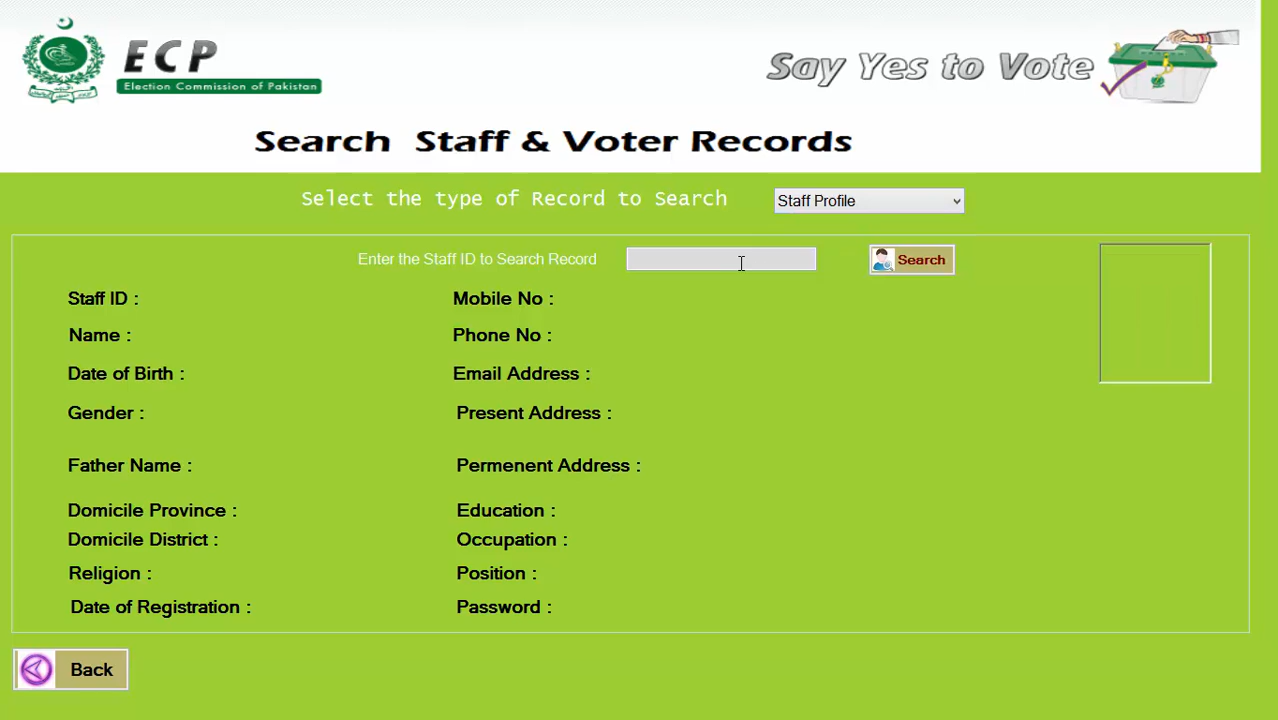 ECP
Election Commission of Pakistan
Say Yes to Vote
Search Staff & Voter Records
Select the type of Record to Search
Staff Profile
Enter the Staff ID to Search Record
Search
Staff ID :
Mobile No :
Name :
Phone No :
Date of Birth :
Email Address :
Gender :
Present Address :
Father Name :
Permenent Address :
Domicile Province :
Education :
Domicile District :
Occupation :
Religion :
Position :
Date of Registration :
Password :
Back